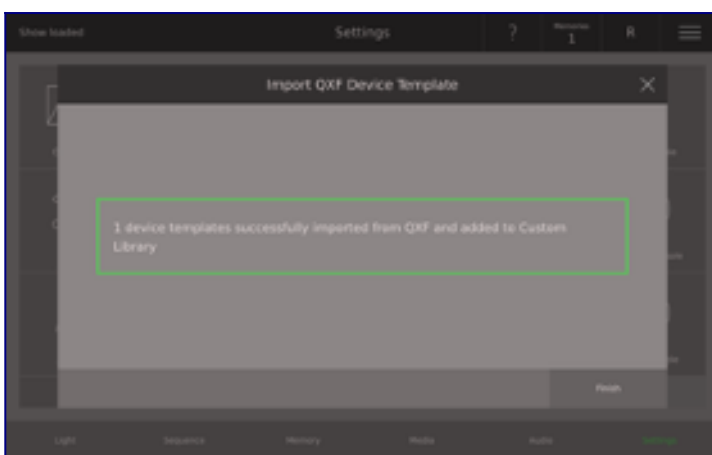 Show loaded
Settings
?
Memories
1
R
Import QXF Device Template
1 device templates successfully imported from QXF and added to Custom
Library
Finish
Light
Sequence
Memory
Media
Audio
Settings